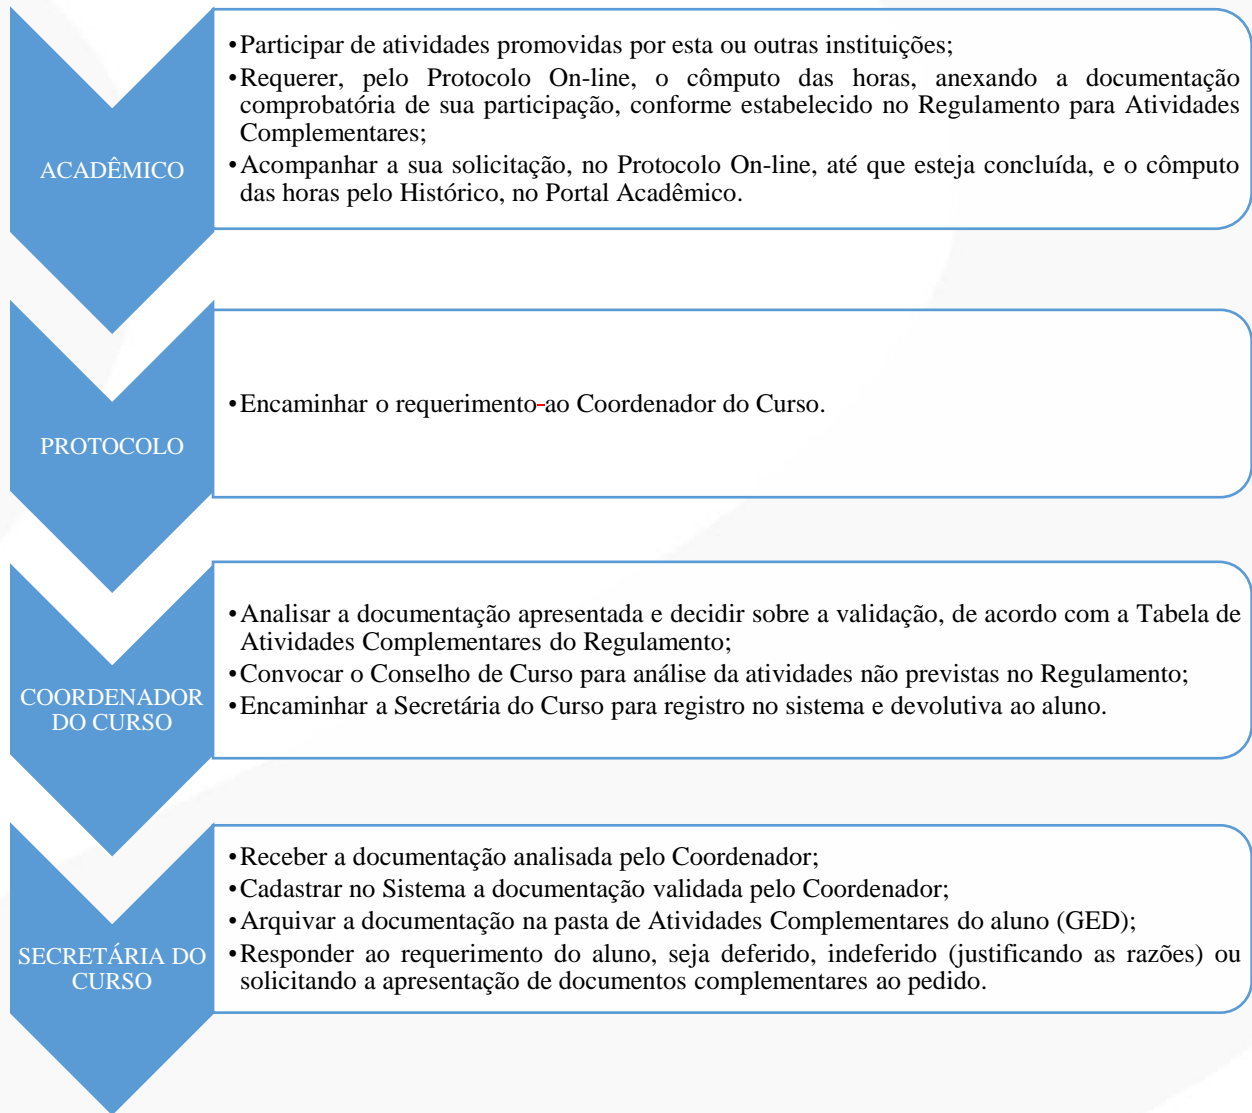 •Participar de atividades promovidas por esta ou outras instituições;
•Requerer, pelo Protocolo On-line, o cômputo das horas, anexando a documentação
comprobatória de sua participação, conforme estabelecido no Regulamento para Atividades
Complementares;
•Acompanhar a sua solicitação, no Protocolo On-line, até que esteja concluída, e o cômputo
das horas pelo Histórico, no Portal Acadêmico.
ACADÊMICO
•Encaminhar o requerimento-ao Coordenador do Curso.
PROTOCOLO
•Analisar a documentação apresentada e decidir sobre a validação, de acordo com a Tabela de
Atividades Complementares do Regulamento;
•Convocar o Conselho de Curso para análise da atividades não previstas no Regulamento;
•Encaminhar a Secretária do Curso para registro no sistema e devolutiva ao aluno.
COORDENADOR
DO CURSO
•Receber a documentação analisada pelo Coordenador;
•Cadastrar no Sistema a documentação validada pelo Coordenador;
•Arquivar a documentação na pasta de Atividades Complementares do aluno (GED);
•Responder ao requerimento do aluno, seja deferido, indeferido (justificando as razões) ou
solicitando a apresentação de documentos complementares ao pedido.
SECRETÁRIA DO
CURSO